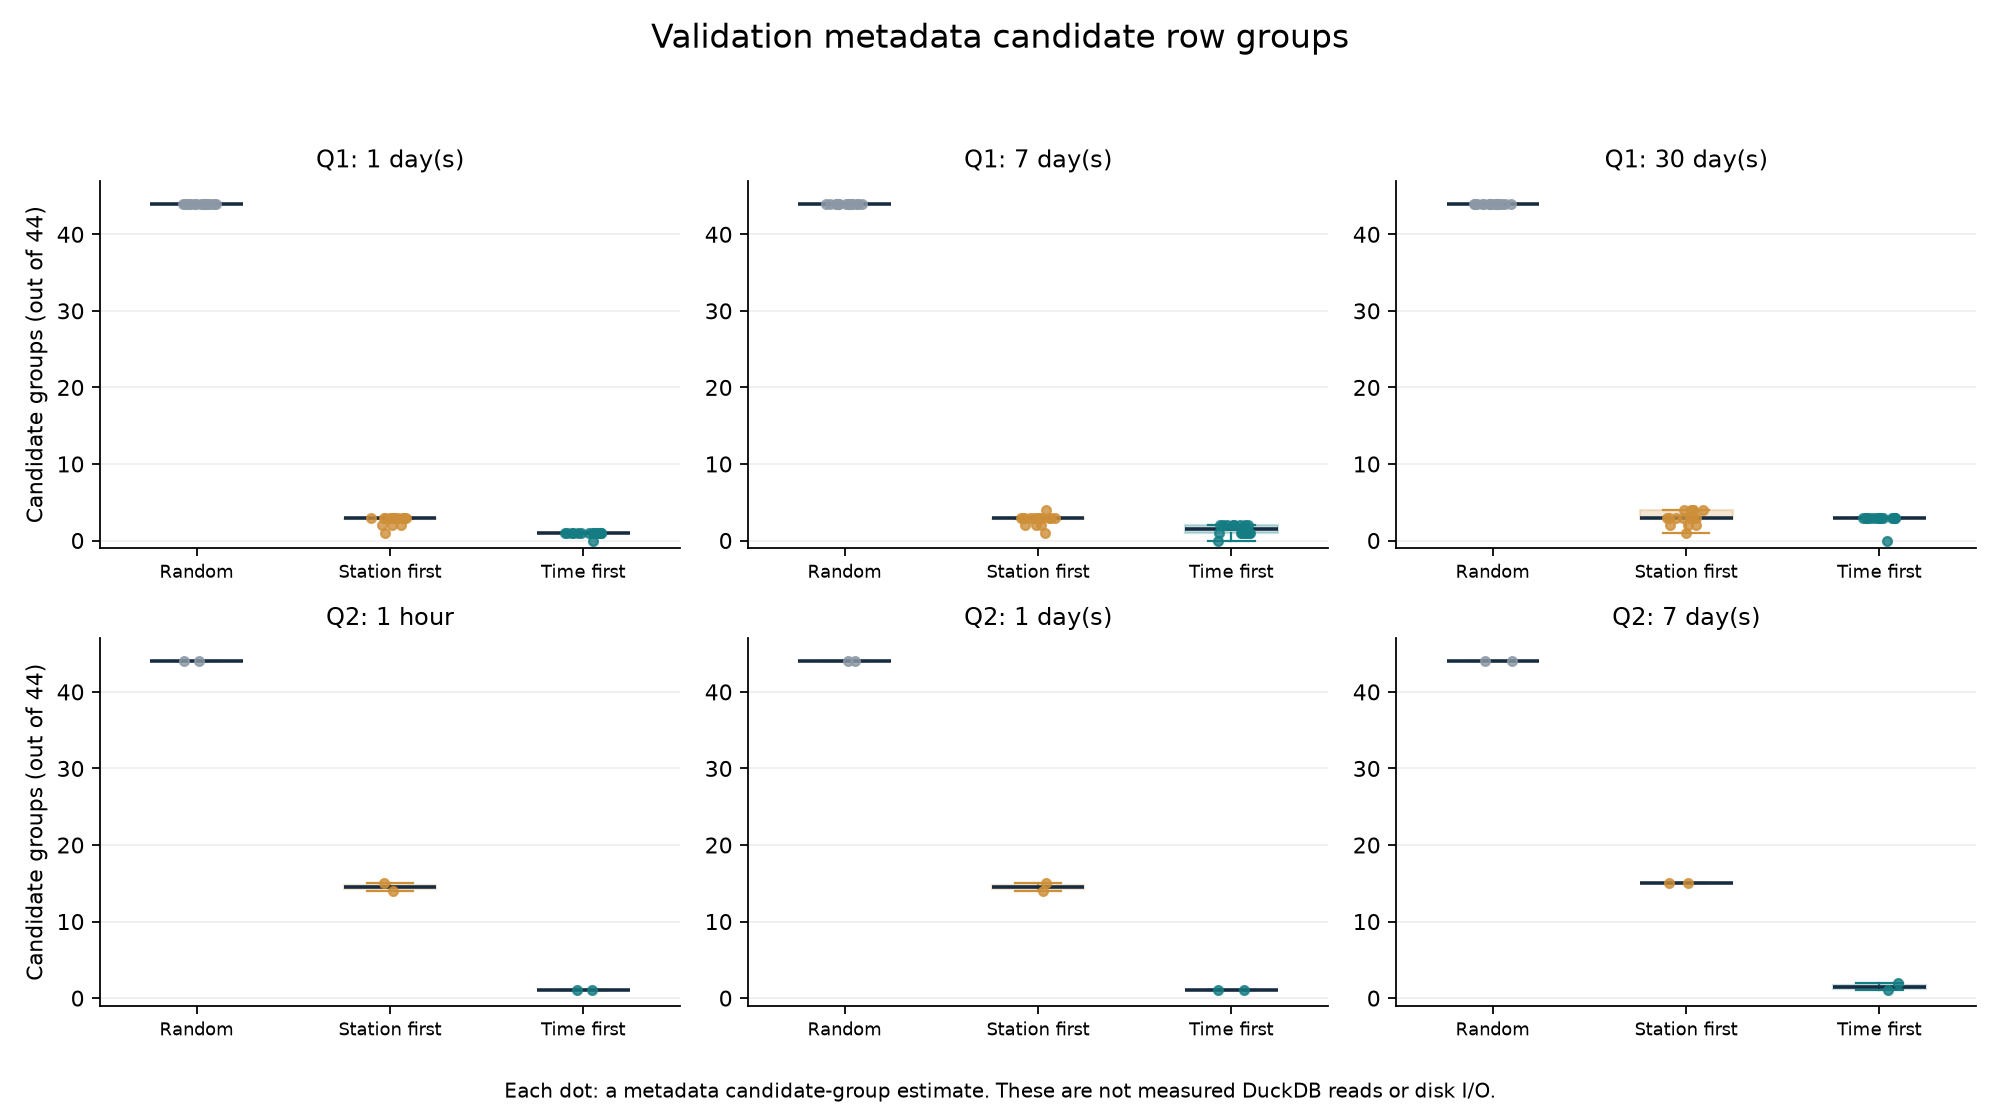 Validation metadata candidate row groups
Q1: 1 day(s)
Q1: 7 day(s)
Q1: 30 day(s)
Candidate groups (out of 44)
40
30
20
10
0
40
30
20
10
0
40
30
20
10
0
Random
Station first
Time first
Random
Station first
Time first
Random
Station first
Time first
Q2: 1 hour
Q2: 1 day(s)
Q2: 7 day(s)
Candidate groups (out of 44)
40
30
20
10
0
40
30
20
10
0
40
30
20
10
0
Random
Station first
Time first
Random
Station first
Time first
Random
Station first
Time first
Each dot: a metadata candidate-group estimate. These are not measured DuckDB reads or disk I/O.